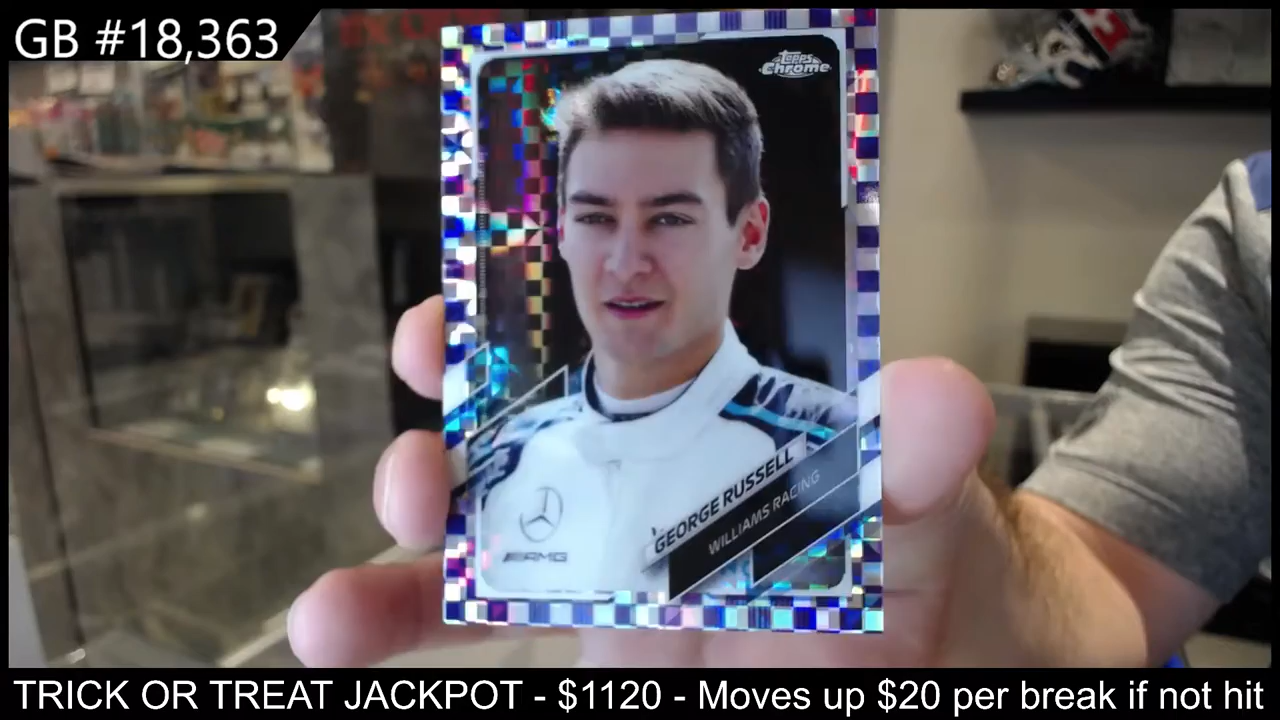 GB #18,363
Topps
Chrome
GEORGE RUSSELL
WILLIAMS RACING
AMG
TRICK OR TREAT JACKPOT - $1120 - Moves up $20 per break if not hit